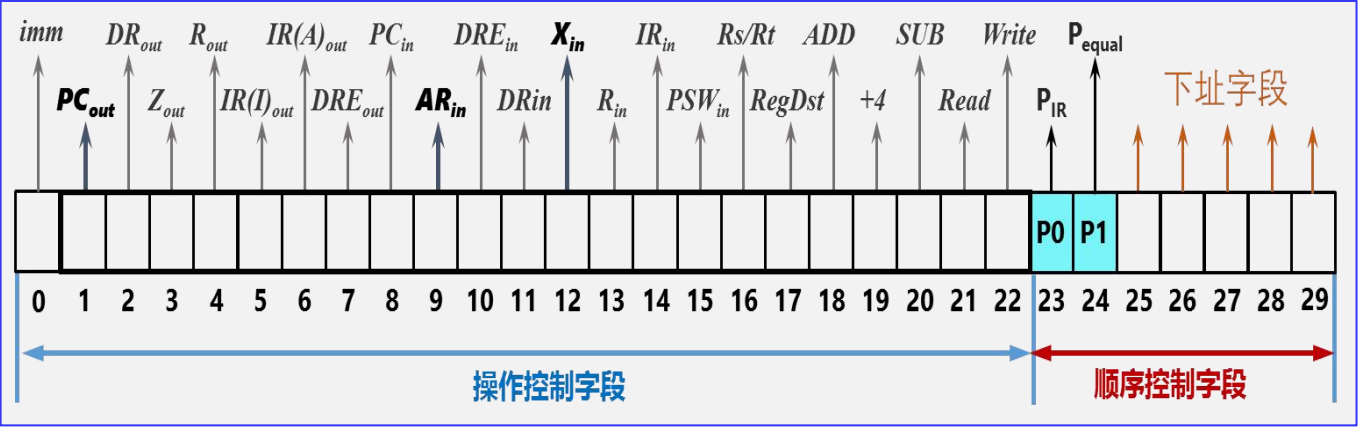 imm DRout Rout IR(A)out PCin DREin Xin IRin Rs/Rt ADD SUB Write Pequal
PCout Zout IR(I)out DREout ARin DRin Rin PSWin RegDst +4 Read PIR 下址字段
P0 P1
0 1 2 3 4 5 6 7 8 9 10 11 12 13 14 15 16 17 18 19 20 21 22 23 24 25 26 27 28 29
操作控制字段 顺序控制字段